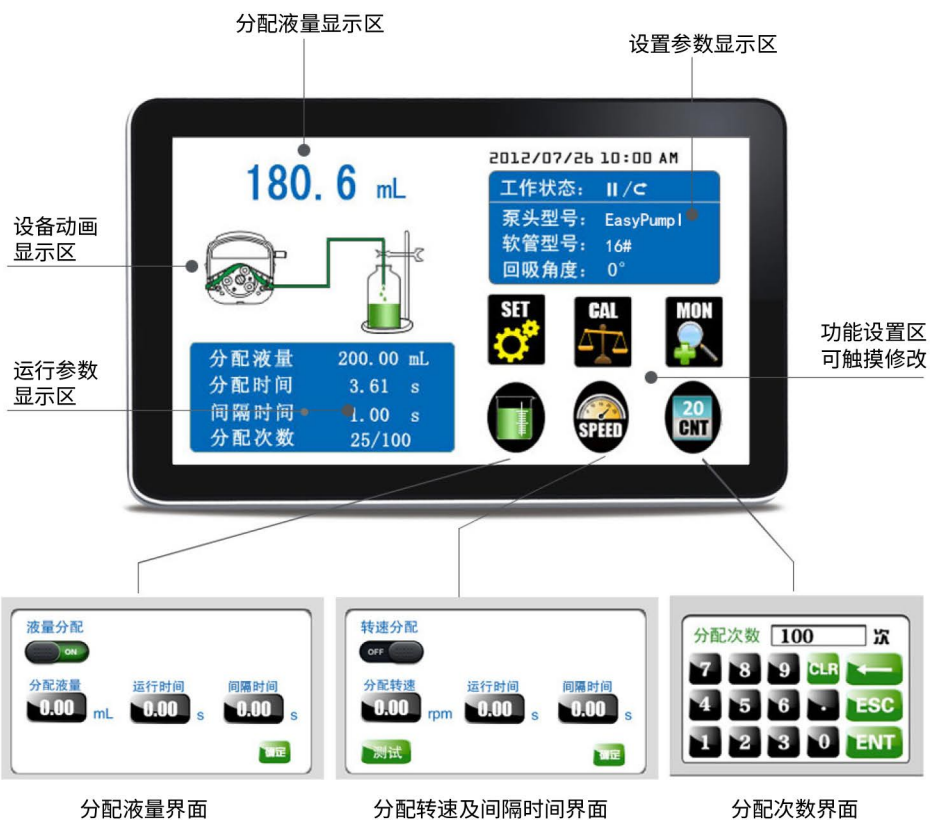 分配液量显示区
设置参数显示区
180.6 mL
2012/07/26 10:00 AM
工作状态： /
泵头型号： EasyPumpI
软管型号： 16#
回吸角度： 0°
设备动画
显示区
SET
CAL
MON
功能设置区
可触摸修改
运行参数
显示区
分配液量 200.00 mL
分配时间 3.61 s
间隔时间 1.00 s
分配次数 25/100
SPEED
20
CNT
液量分配
ON
分配液量 运行时间 间隔时间
0.00 mL 0.00 s 0.00 s
确定
转速分配
OFF
分配转速 运行时间 间隔时间
0.00 rpm 0.00 s 0.00 s
测试 确定
分配次数 100 次
7 8 9 CLR ←
4 5 6 . ESC
1 2 3 0 ENT
分配液量界面
分配转速及间隔时间界面
分配次数界面